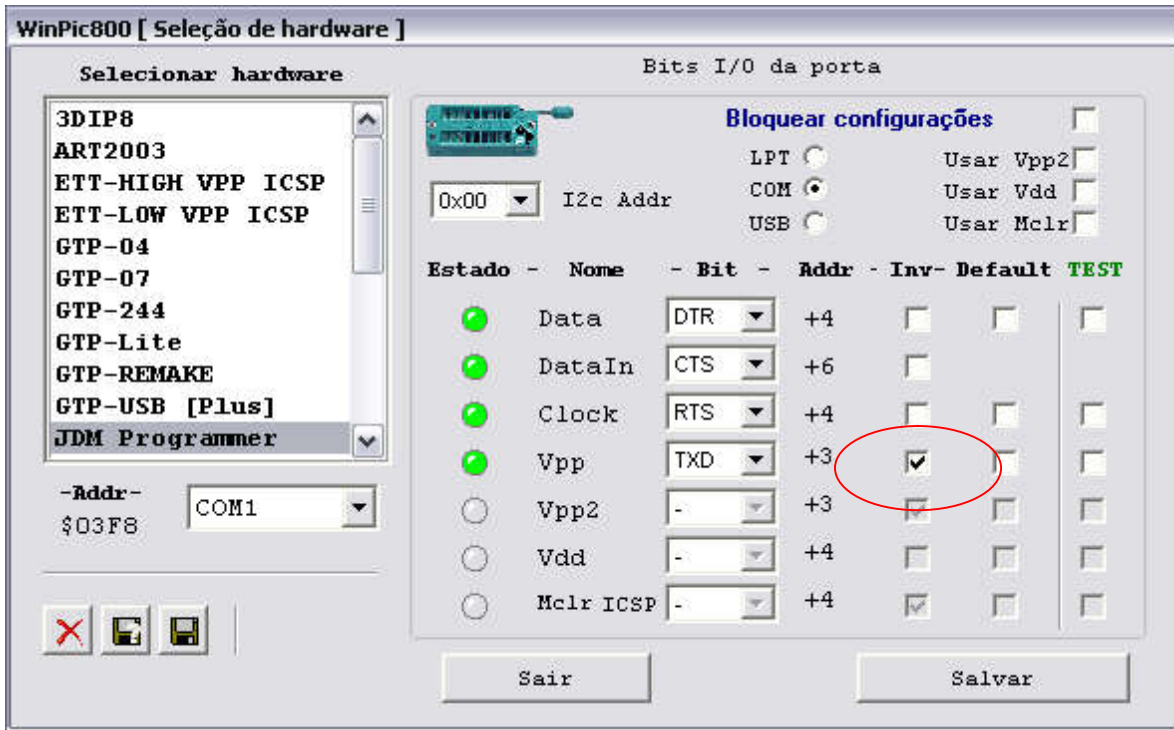 WinPic800 [ Seleção de hardware ]
Selecionar hardware
3DIP8
ART2003
ETT-HIGH VPP ICSP
ETT-LOW VPP ICSP
GTP-04
GTP-07
GTP-244
GTP-Lite
GTP-REMAKE
GTP-USB [Plus]
JDM Programmer
-Addr-
$03F8
COM1
Bits I/O da porta
Bloquear configurações
0x00 I2c Addr
LPT Usar Vpp2
COM Usar Vdd
USB Usar Mclr
Estado - Nome - Bit - Addr - Inv- Default TEST
Data DTR +4
DataIn CTS +6
Clock RTS +4
Vpp TXD +3
Vpp2 - +3
Vdd - +4
Mclr ICSP - +4
Sair Salvar